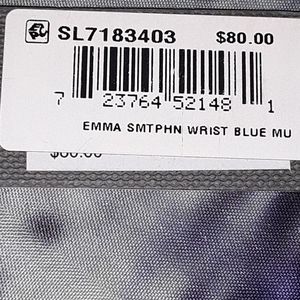 SL7183403 $80.00
7 23764 52148 1
EMMA SMTPHN WRIST BLUE MU